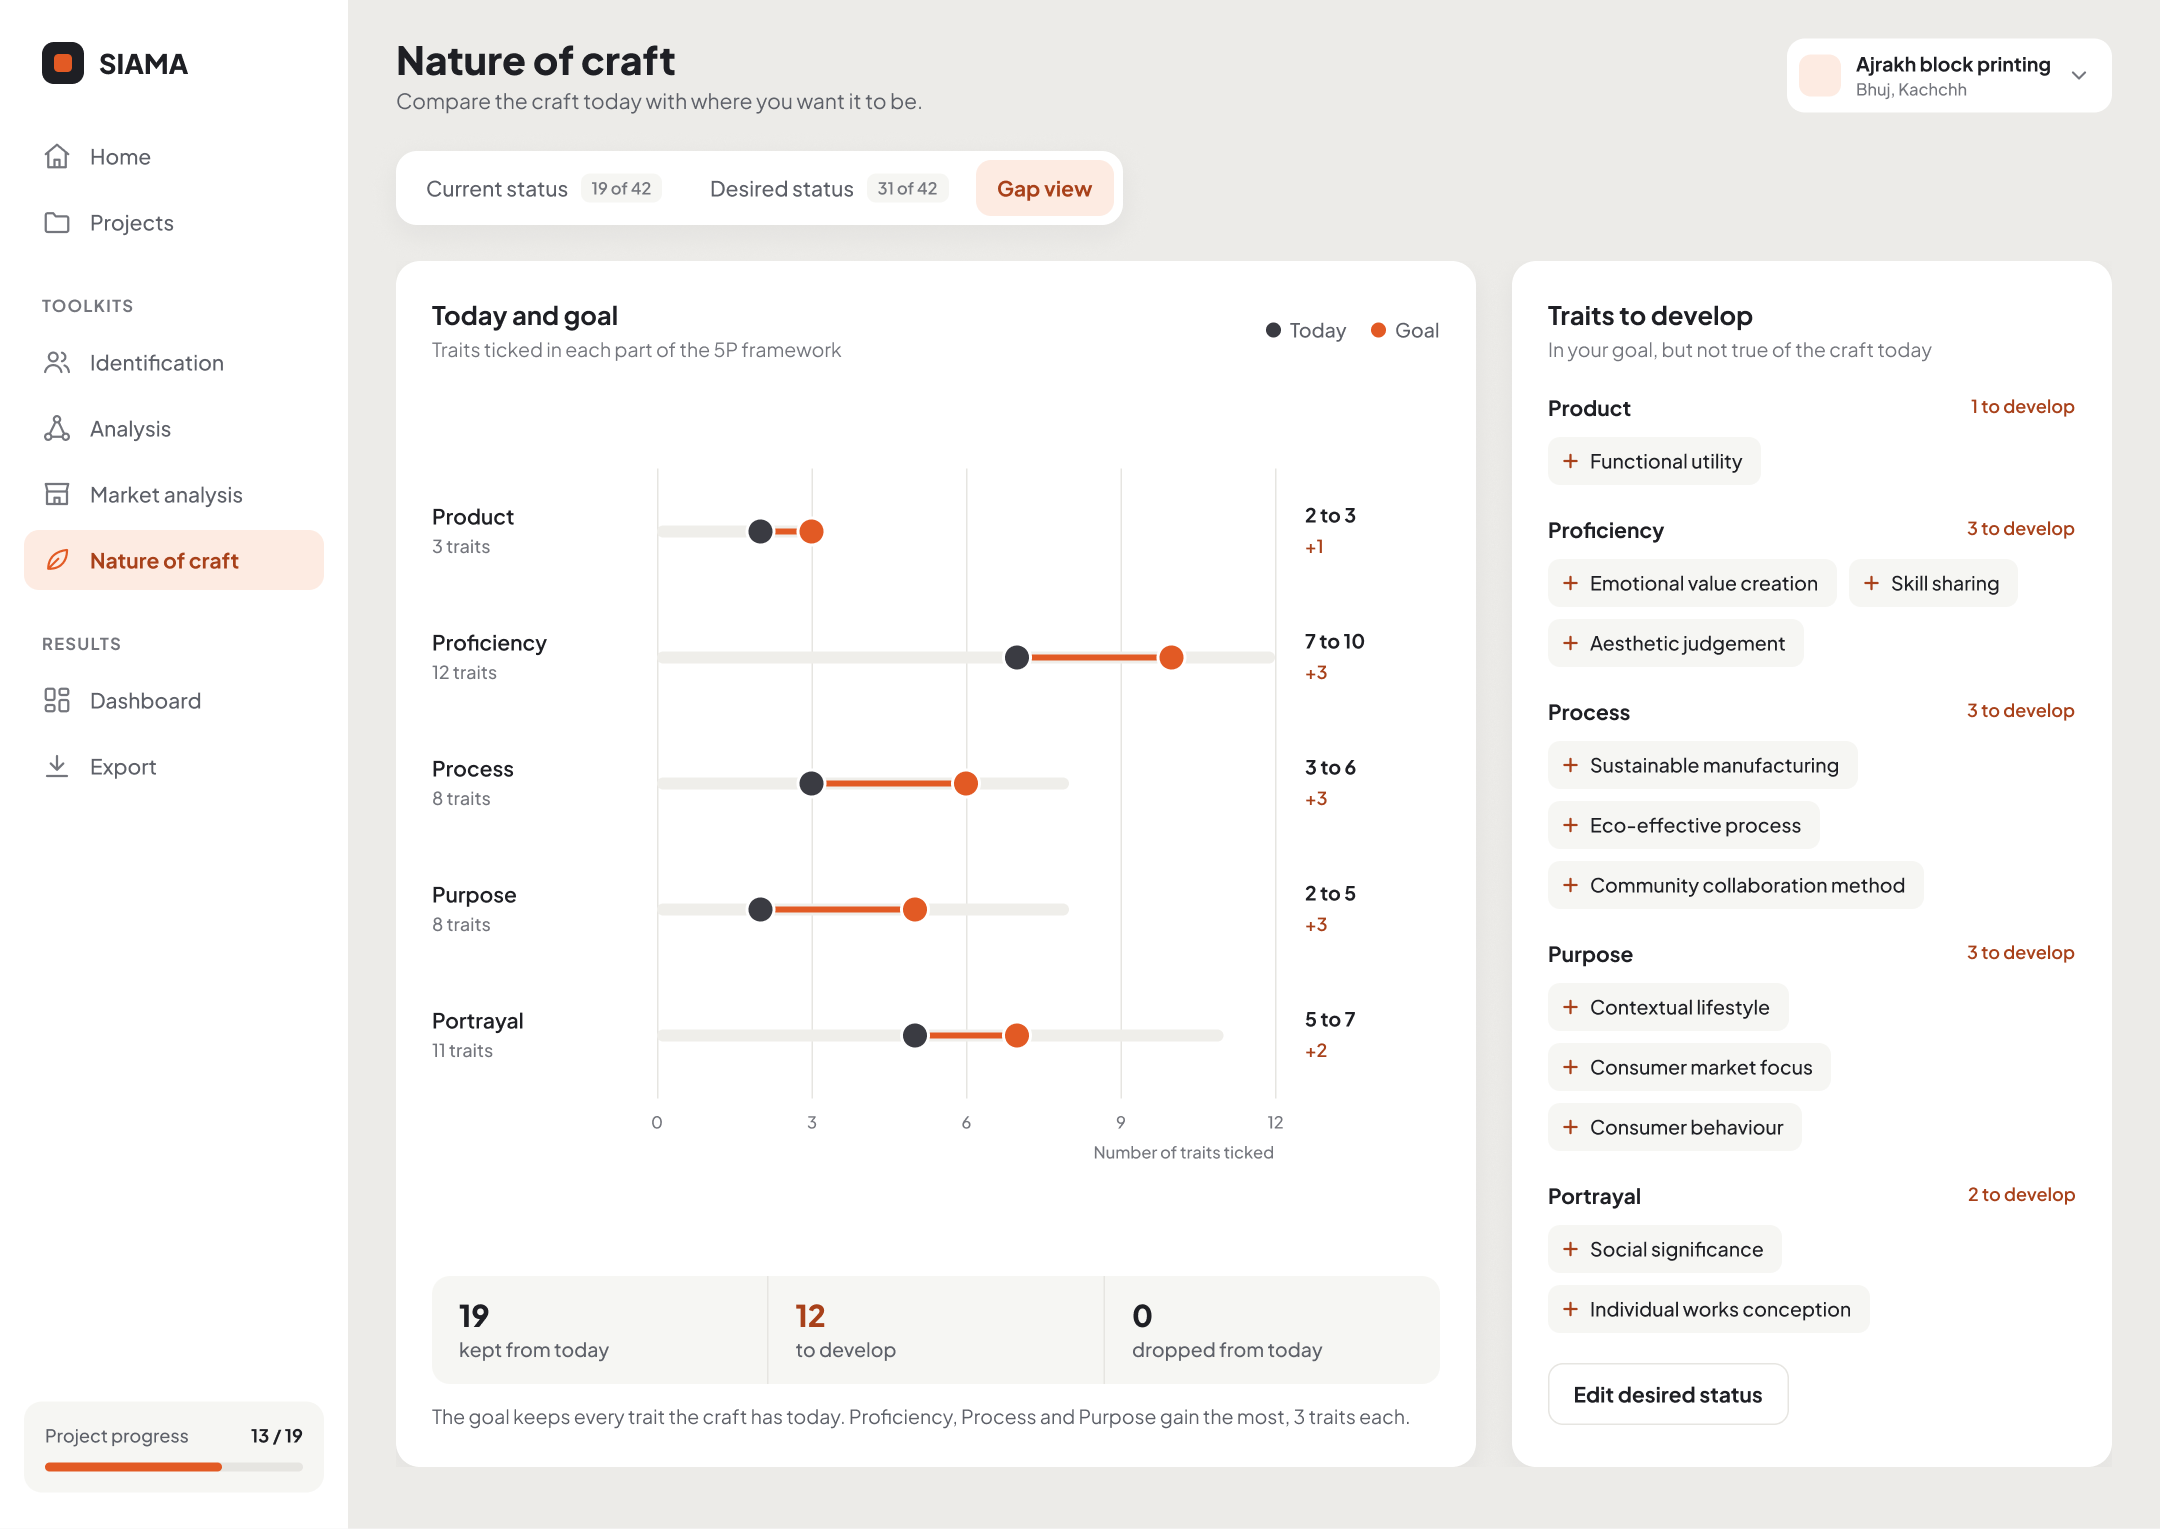 SIAMA
Home
Projects
TOOLKITS
Identification
Analysis
Market analysis
Nature of craft
RESULTS
Dashboard
Export
Project progress 13 / 19
Nature of craft
Compare the craft today with where you want it to be.
Ajrakh block printing
Bhuj, Kachchh
Current status 19 of 42 Desired status 31 of 42 Gap view
Today and goal
Traits ticked in each part of the 5P framework
Today Goal
Product
3 traits
2 to 3
+1
Proficiency
12 traits
7 to 10
+3
Process
8 traits
3 to 6
+3
Purpose
8 traits
2 to 5
+3
Portrayal
11 traits
5 to 7
+2
0 3 6 9 12
Number of traits ticked
19
kept from today
12
to develop
0
dropped from today
The goal keeps every trait the craft has today. Proficiency, Process and Purpose gain the most, 3 traits each.
Traits to develop
In your goal, but not true of the craft today
Product 1 to develop
+ Functional utility
Proficiency 3 to develop
+ Emotional value creation + Skill sharing
+ Aesthetic judgement
Process 3 to develop
+ Sustainable manufacturing
+ Eco-effective process
+ Community collaboration method
Purpose 3 to develop
+ Contextual lifestyle
+ Consumer market focus
+ Consumer behaviour
Portrayal 2 to develop
+ Social significance
+ Individual works conception
Edit desired status